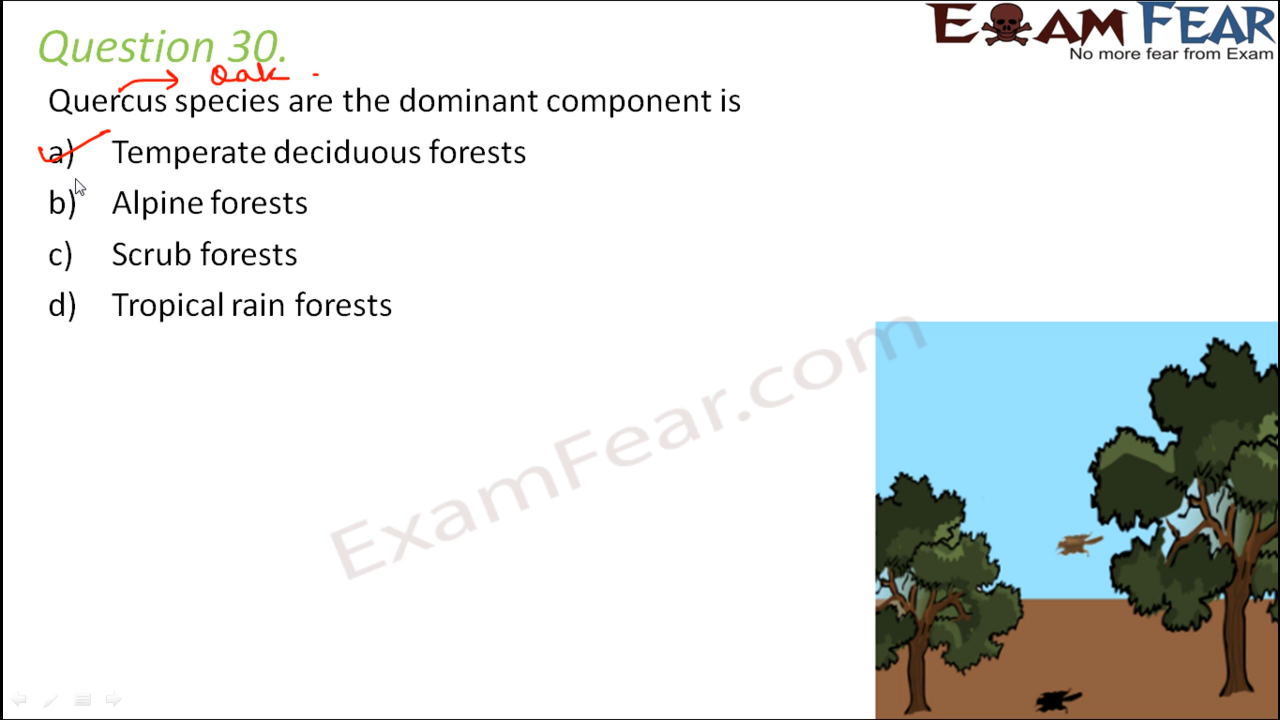 Question 30.
EXAM FEAR
No more fear from Exam
Oak .
Quercus species are the dominant component is
a) Temperate deciduous forests
b) Alpine forests
c) Scrub forests
d) Tropical rain forests
ExamFear.com